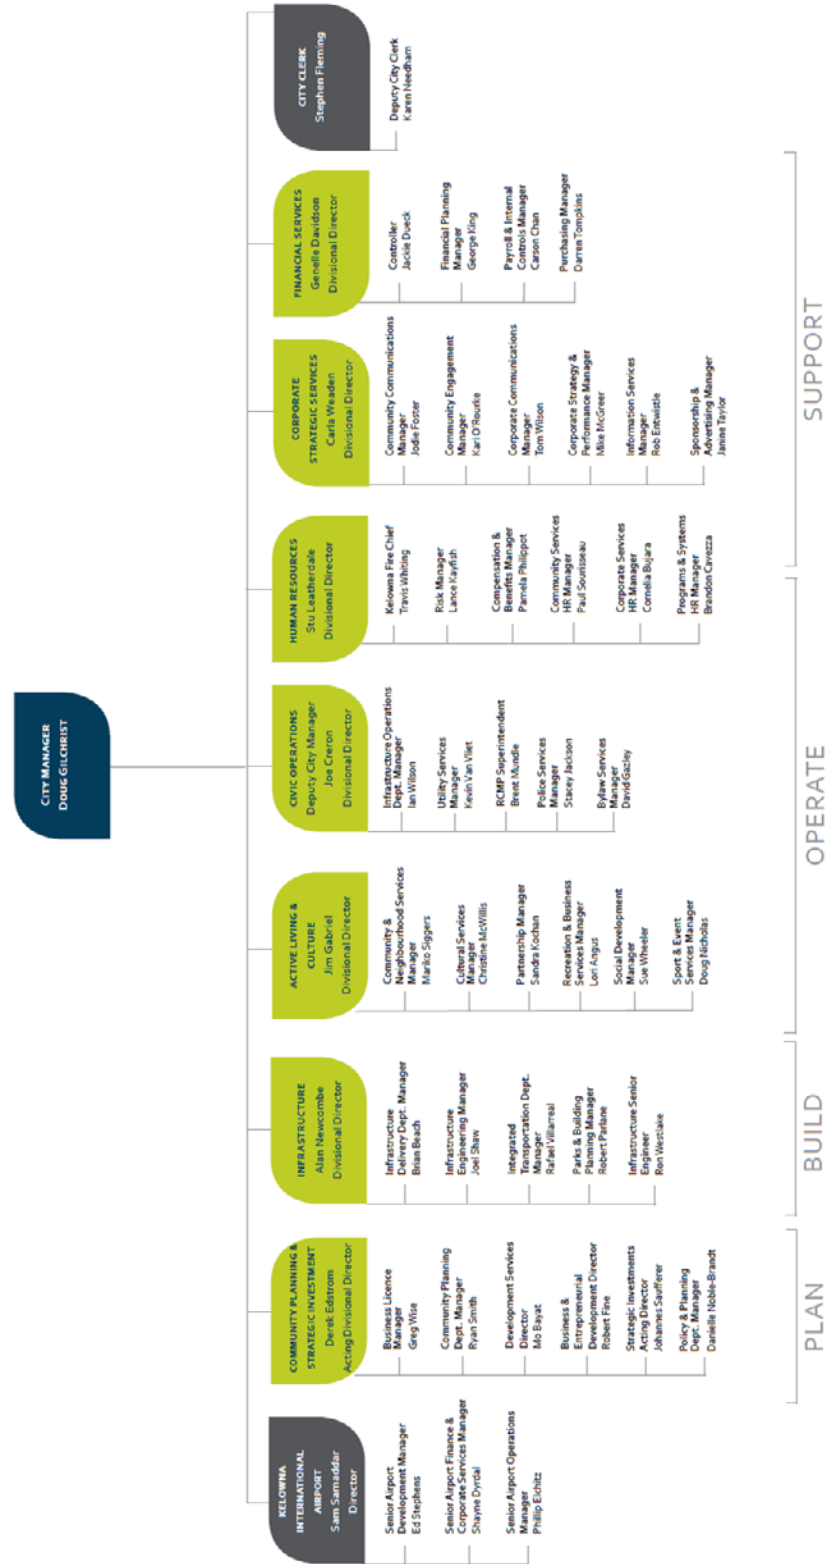 CITY MANAGER
DOUG GILCHRIST
KELOWNA
INTERNATIONAL
AIRPORT
Sam Samaddar
Director
Senior Airport
Development Manager
Ed Stephens
Senior Airport Finance &
Corporate Services Manager
Shayne Dyrdal
Senior Airport Operations
Manager
Phillip Elchitz
COMMUNITY PLANNING &
STRATEGIC INVESTMENT
Derek Edstrom
Acting Divisional Director
Business Licence
Manager
Greg Wise
Community Planning
Dept. Manager
Ryan Smith
Development Services
Director
Mo Bayat
Business &
Entrepreneurial
Development Director
Robert Fine
Strategic Investments
Acting Director
Johannes Saufferer
Policy & Planning
Dept. Manager
Danielle Noble-Brandt
INFRASTRUCTURE
Alan Newcombe
Divisional Director
Infrastructure
Delivery Dept. Manager
Brian Beach
Infrastructure
Engineering Manager
Joel Shaw
Integrated
Transportation Dept.
Manager
Rafael Villarreal
Parks & Building
Planning Manager
Robert Parlane
Infrastructure Senior
Engineer
Ron Westlake
ACTIVE LIVING &
CULTURE
Jim Gabriel
Divisional Director
Community &
Neighbourhood Services
Manager
Mariko Siggers
Cultural Services
Manager
Christine McWillis
Partnership Manager
Sandra Kochan
Recreation & Business
Services Manager
Lori Angus
Social Development
Manager
Sue Wheeler
Sport & Event
Services Manager
Doug Nicholas
CIVIC OPERATIONS
Deputy City Manager
Joe Creron
Divisional Director
Infrastructure Operations
Dept. Manager
Ian Wilson
Utility Services
Manager
Kevin Van Vliet
RCMP Superintendent
Brent Mundle
Police Services
Manager
Stacey Jackson
Bylaw Services
Manager
David Gazley
HUMAN RESOURCES
Stu Leatherdale
Divisional Director
Kelowna Fire Chief
Travis Whiting
Risk Manager
Lance Kayfish
Compensation &
Benefits Manager
Pamela Philippot
Community Services
HR Manager
Paul Sourisseau
Corporate Services
HR Manager
Cornelia Bujara
Programs & Systems
HR Manager
Brandon Cavezza
CORPORATE
STRATEGIC SERVICES
Carla Weaden
Divisional Director
Community Communications
Manager
Jodie Foster
Community Engagement
Manager
Kari O'Rourke
Corporate Communications
Manager
Tom Wilson
Corporate Strategy &
Performance Manager
Mike McGreer
Information Services
Manager
Rob Entwistle
Sponsorship &
Advertising Manager
Janine Taylor
FINANCIAL SERVICES
Genelle Davidson
Divisional Director
Controller
Jackie Dueck
Financial Planning
Manager
George King
Payroll & Internal
Controls Manager
Carson Chan
Purchasing Manager
Darren Tompkins
CITY CLERK
Stephen Fleming
Deputy City Clerk
Karen Needham
PLAN
BUILD
OPERATE
SUPPORT